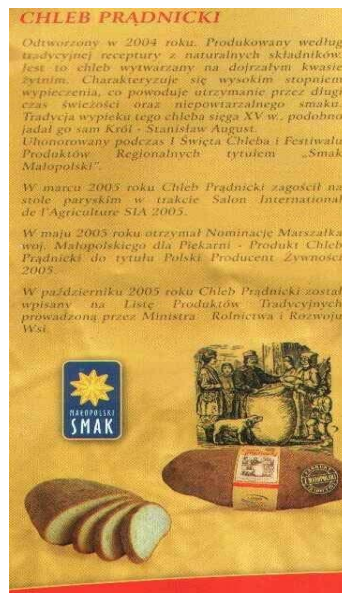 CHLEB PRĄDNICKI
Odtworzony w 2004 roku. Produkowany według
tradycyjnej receptury z naturalnych składników.
Jest to chleb wytwarzany na dojrzałym kwasie
żytnim. Charakteryzuje się wysokim stopniem
wypieczenia, co powoduje utrzymanie przez długi
czas świeżości oraz niepowtarzalnego smaku.
Tradycja wypieku tego chleba sięga XV w., podobno
jadał go sam Król - Stanisław August.
Uhonorowany podczas I Święta Chleba i Festiwalu
Produktów Regionalnych tytułem „Smak
Małopolski".
W marcu 2005 roku Chleb Prądnicki zagościł na
stole paryskim w trakcie Salon International
de l'Agriculture SIA 2005.
W maju 2005 roku otrzymał Nominację Marszałka
woj. Małopolskiego dla Piekarni - Produkt Chleb
Prądnicki do tytułu Polski Producent Żywności
2005.
W październiku 2005 roku Chleb Prądnicki został
wpisany na Listę Produktów Tradycyjnych
prowadzoną przez Ministra Rolnictwa i Rozwoju
Wsi.
MAŁOPOLSKI
SMAK